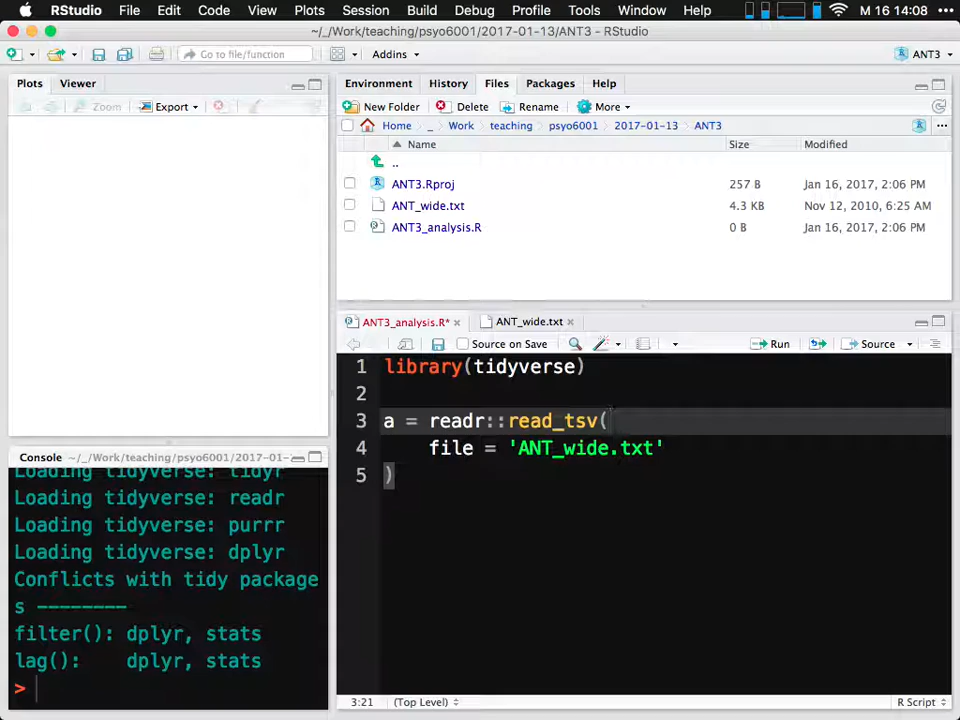 RStudio File Edit Code View Plots Session Build Debug Profile Tools Window Help M 16 14:08
~/_/Work/teaching/psyo6001/2017-01-13/ANT3 - RStudio
Go to file/function Addins ANT3
Plots Viewer
Zoom Export
Environment History Files Packages Help
New Folder Delete Rename More
Home _ Work teaching psyo6001 2017-01-13 ANT3
Name Size Modified
..
ANT3.Rproj 257 B Jan 16, 2017, 2:06 PM
ANT_wide.txt 4.3 KB Nov 12, 2010, 6:25 AM
ANT3_analysis.R 0 B Jan 16, 2017, 2:06 PM
ANT3_analysis.R* ANT_wide.txt
Source on Save Run Source
1 library(tidyverse)
2
3 a = readr::read_tsv(
4 file = 'ANT_wide.txt'
5 )
3:21 (Top Level) R Script
Console ~/_/Work/teaching/psyo6001/2017-01-
Loading tidyverse: tidyr
Loading tidyverse: readr
Loading tidyverse: purrr
Loading tidyverse: dplyr
Conflicts with tidy package
s --------
filter(): dplyr, stats
lag(): dplyr, stats
>